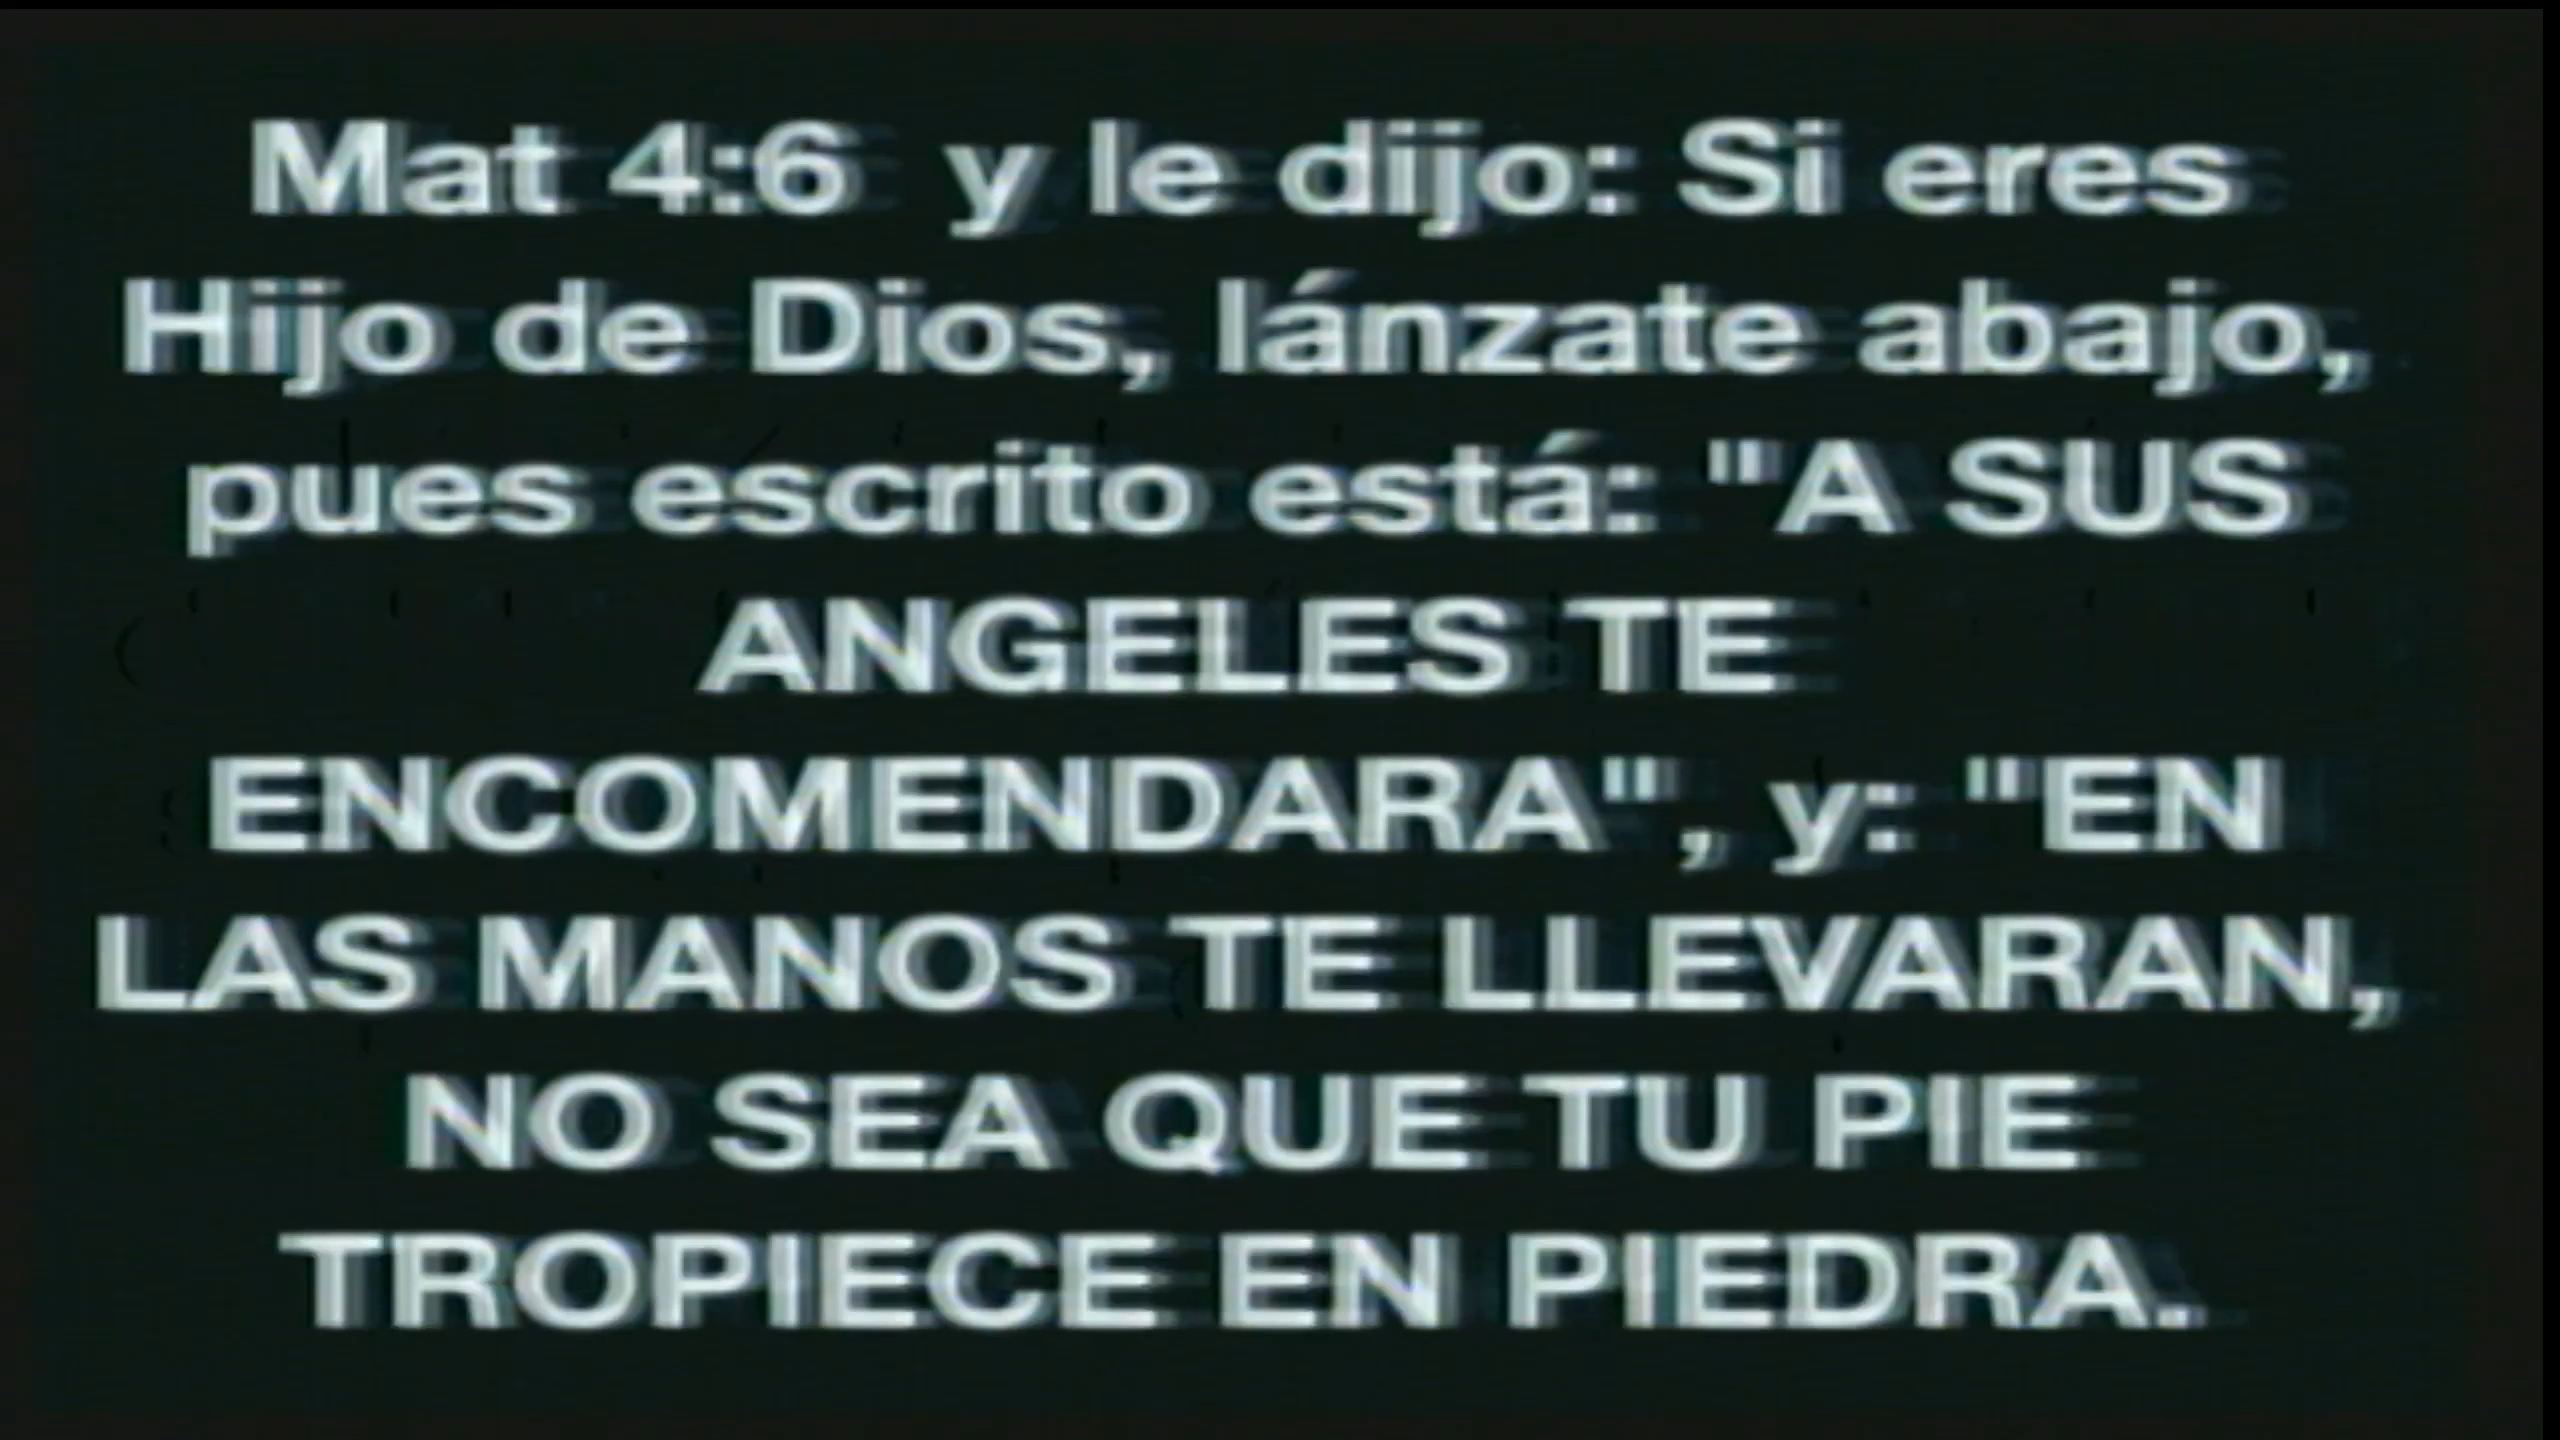 Mat 4:6  y le dijo: Si eres
Hijo de Dios, lánzate abajo,
pues escrito está: "A SUS
ANGELES TE
ENCOMENDARA", y: "EN
LAS MANOS TE LLEVARAN,
NO SEA QUE TU PIE
TROPIECE EN PIEDRA.